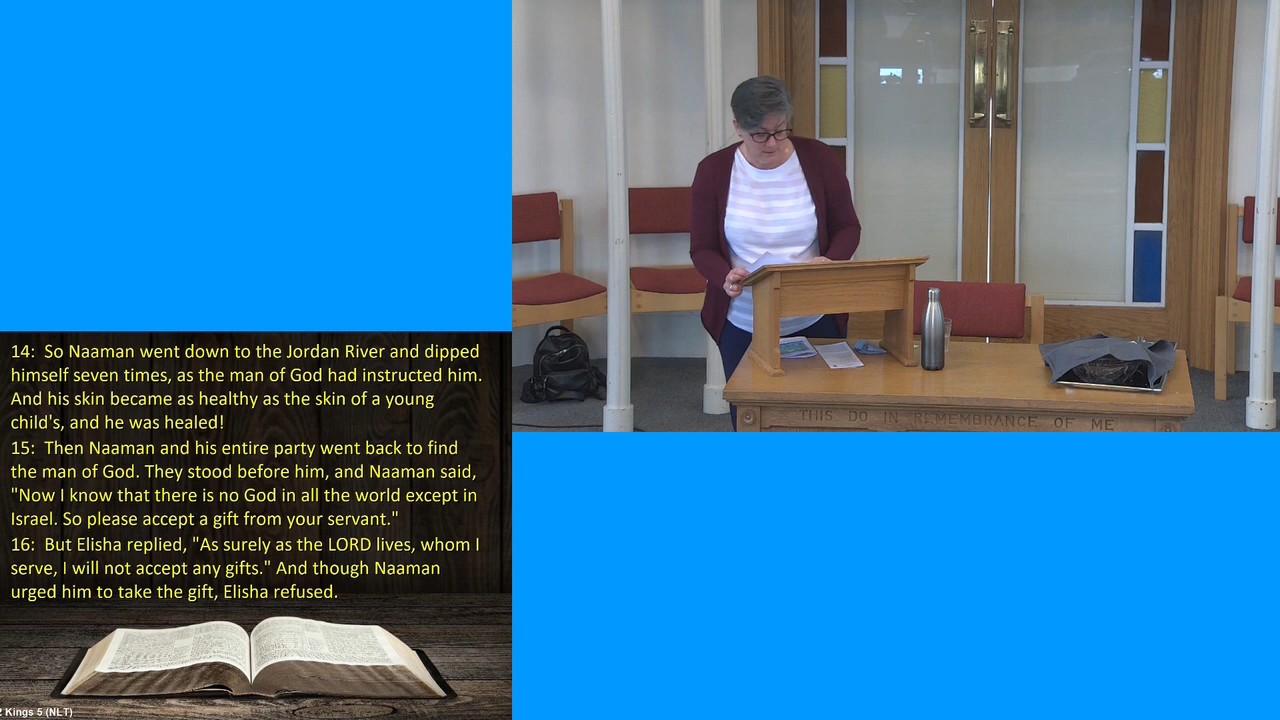 14:  So Naaman went down to the Jordan River and dipped
himself seven times, as the man of God had instructed him.
And his skin became as healthy as the skin of a young
child's, and he was healed!
15:  Then Naaman and his entire party went back to find
the man of God. They stood before him, and Naaman said,
"Now I know that there is no God in all the world except in
Israel. So please accept a gift from your servant."
16:  But Elisha replied, "As surely as the LORD lives, whom I
serve, I will not accept any gifts." And though Naaman
urged him to take the gift, Elisha refused.
2 Kings 5 (NLT)
THIS DO IN REMEMBRANCE OF ME